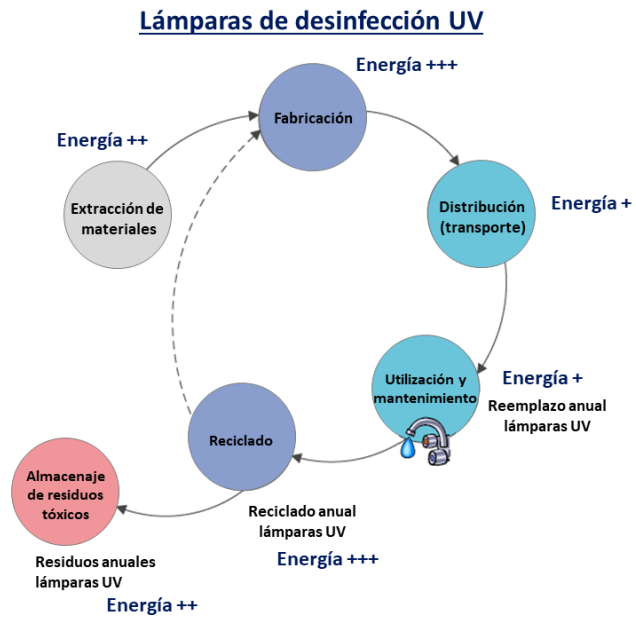 Lámparas de desinfección UV
Energía +++
Fabricación
Energía ++
Extracción de
materiales
Distribución
(transporte)
Energía +
Utilización y
mantenimiento
Energía +
Reemplazo anual
lámparas UV
Reciclado
Reciclado anual
lámparas UV
Energía +++
Almacenaje
de residuos
tóxicos
Residuos anuales
lámparas UV
Energía ++